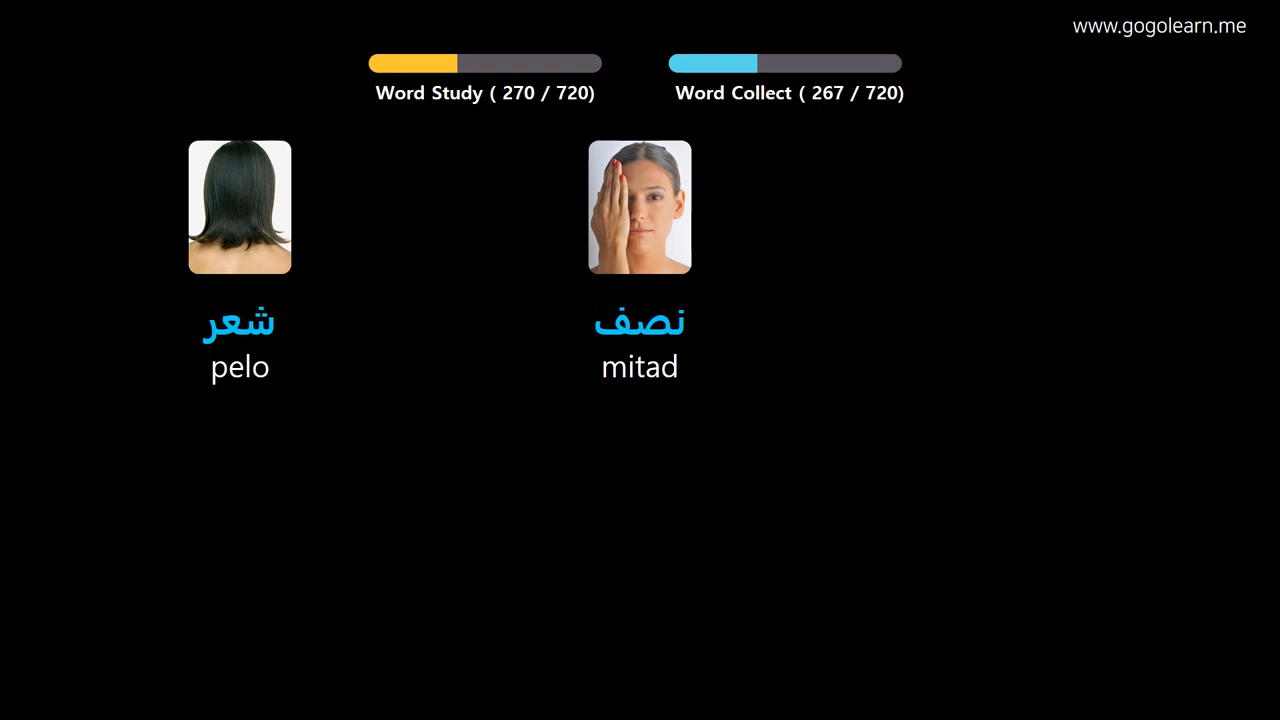 www.gogolearn.me
Word Study ( 270 / 720)
Word Collect ( 267 / 720)
شعر
pelo
نصف
mitad